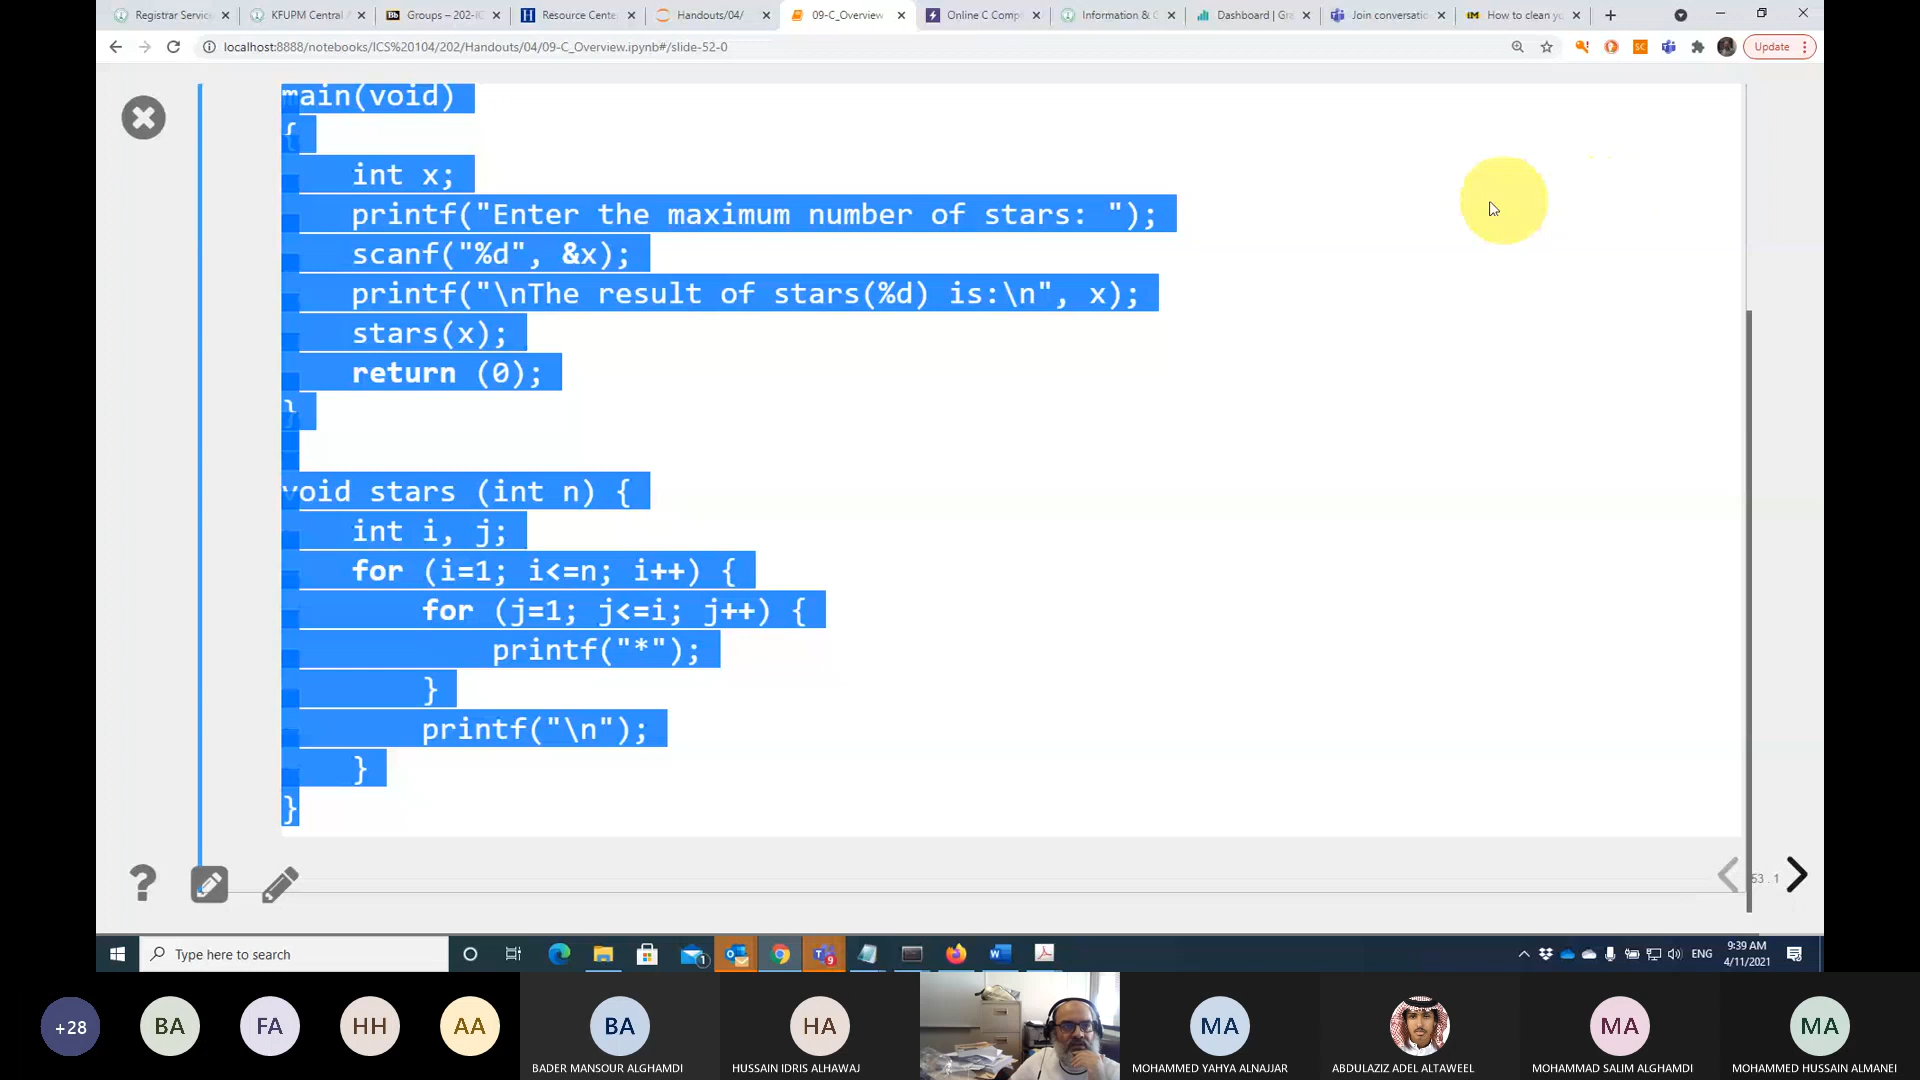 Registrar Servic
KFUPM Central
Groups – 202-IC
Resource Cente
Handouts/04/
09-C_Overview
Online C Comp
Information & C
Dashboard | Gr
Join conversatio
How to clean yo
localhost:8888/notebooks/ICS%20104/202/Handouts/04/09-C_Overview.ipynb#/slide-52-0
Update
main(void)
{
int x;
printf("Enter the maximum number of stars: ");
scanf("%d", &x);
printf("\nThe result of stars(%d) is:\n", x);
stars(x);
return (0);
}
void stars (int n) {
int i, j;
for (i=1; i<=n; i++) {
for (j=1; j<=i; j++) {
printf("*");
}
printf("\n");
}
}
53 . 1
Type here to search
ENG
9:39 AM
4/11/2021
+28
BA
FA
HH
AA
BA
HA
MA
MA
MA
BADER MANSOUR ALGHAMDI
HUSSAIN IDRIS ALHAWAJ
MOHAMMED YAHYA ALNAJJAR
ABDULAZIZ ADEL ALTAWEEL
MOHAMMAD SALIM ALGHAMDI
MOHAMMED HUSSAIN ALMANEI